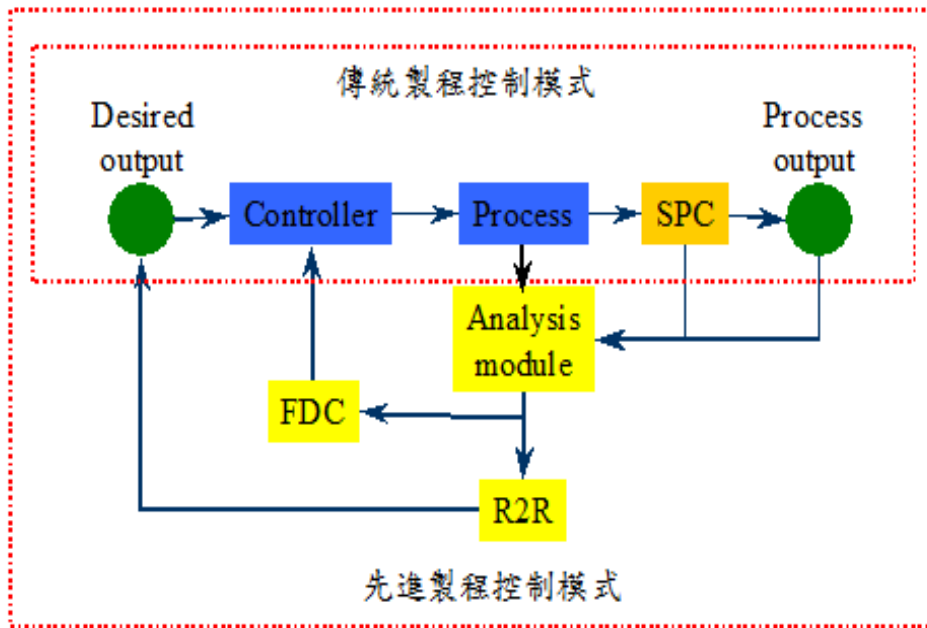 傳統製程控制模式
Desired
output
Process
output
Controller
Process
SPC
Analysis
module
FDC
R2R
先進製程控制模式